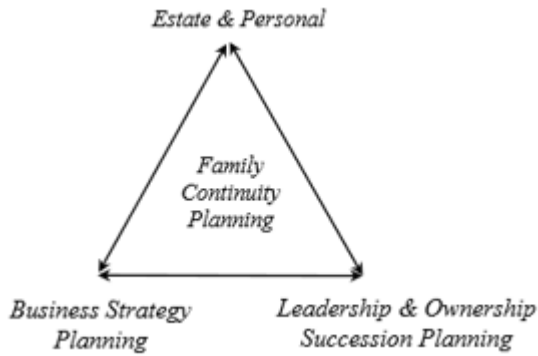 Estate & Personal
Family
Continuity
Planning
Business Strategy
Planning
Leadership & Ownership
Succession Planning